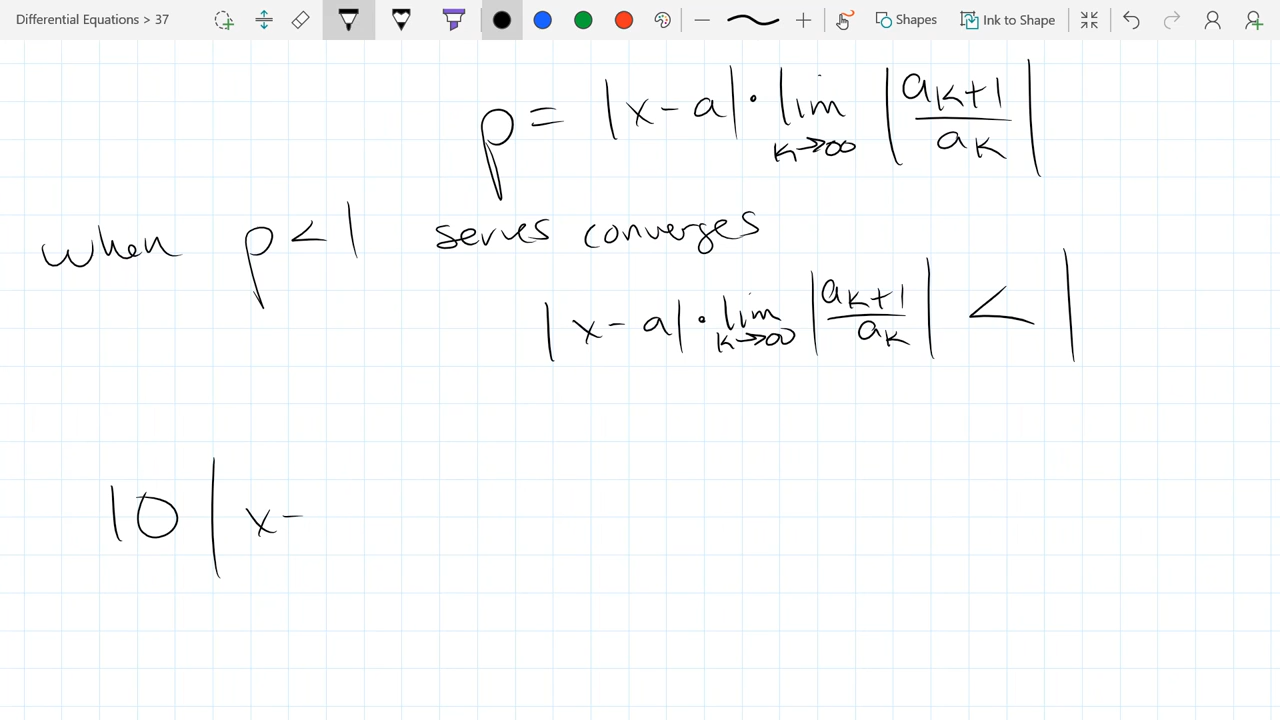 Differential Equations > 37
Shapes
Ink to Shape
ρ = |x - a| · lim k→∞ |a_{k+1} / a_k|
when ρ < 1 series converges
|x - a| · lim k→∞ |a_{k+1} / a_k| < 1
10 | x -